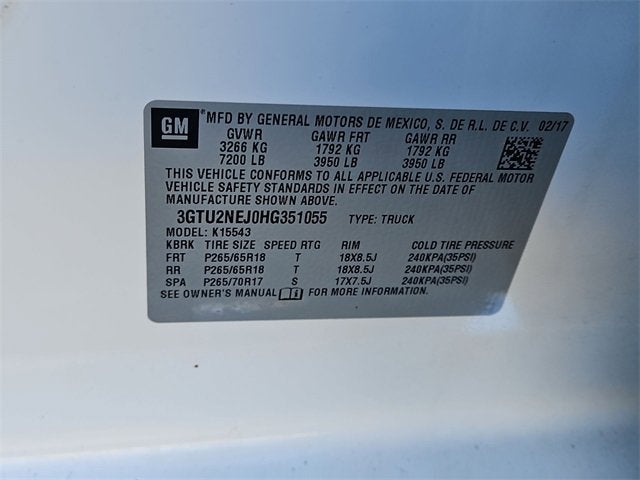 GM ®MFD BY GENERAL MOTORS DE MEXICO, S. DE R.L. DE C.V. 02/17
GVWR GAWR FRT GAWR RR
3266 KG 1792 KG 1792 KG
7200 LB 3950 LB 3950 LB
THIS VEHICLE CONFORMS TO ALL APPLICABLE U.S. FEDERAL MOTOR
VEHICLE SAFETY STANDARDS IN EFFECT ON THE DATE OF
MANUFACTURE SHOWN ABOVE.
3GTU2NEJ0HG351055 TYPE: TRUCK
MODEL: K15543
KBRK TIRE SIZE SPEED RTG RIM COLD TIRE PRESSURE
FRT P265/65R18 T 18X8.5J 240KPA(35PSI)
RR P265/65R18 T 18X8.5J 240KPA(35PSI)
SPA P265/70R17 S 17X7.5J 240KPA(35PSI)
SEE OWNER'S MANUAL FOR MORE INFORMATION.